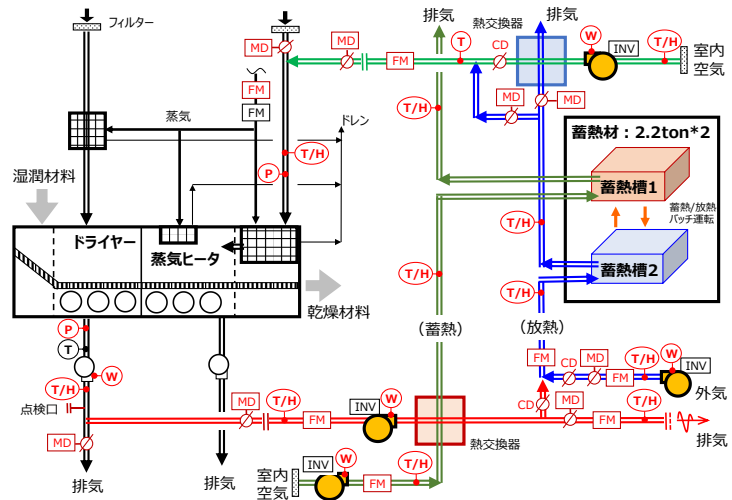 フィルター
排気
熱交換器
排気
W
INV
T/H
室内
空気
MD
MD
FM
T
CD
FM
FM
蒸気
ドレン
T/H
MD
MD
蓄熱材：2.2ton*2
T/H
P
T/H
蓄熱槽1
湿潤材料
蓄熱/放熱
バッチ運転
T/H
ドライヤー
蒸気ヒータ
蓄熱槽2
T/H
T/H
乾燥材料
P
(蓄熱)
(放熱)
T
FM
CD
MD
FM
T/H
W
INV
外気
W
T/H
点検口
MD
T/H
FM
INV
W
CD
MD
FM
T/H
排気
MD
熱交換器
排気
排気
室内
空気
INV
W
FM
T/H